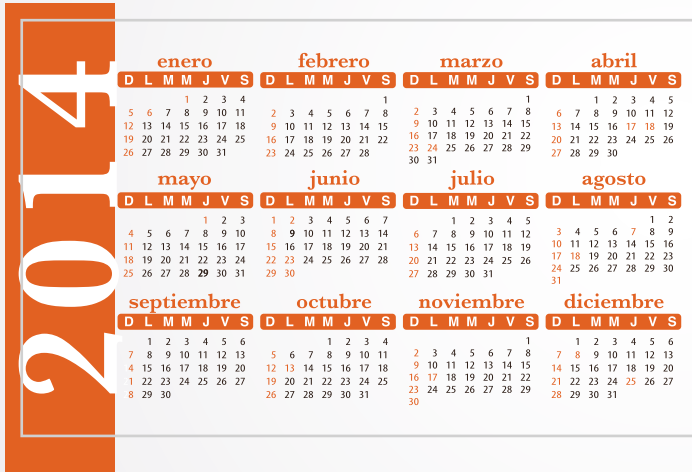 2014
enero
D L M M J V S
1 2 3 4
5 6 7 8 9 10 11
12 13 14 15 16 17 18
19 20 21 22 23 24 25
26 27 28 29 30 31
febrero
D L M M J V S
1
2 3 4 5 6 7 8
9 10 11 12 13 14 15
16 17 18 19 20 21 22
23 24 25 26 27 28
marzo
D L M M J V S
1
2 3 4 5 6 7 8
9 10 11 12 13 14 15
16 17 18 19 20 21 22
23 24 25 26 27 28 29
30 31
abril
D L M M J V S
1 2 3 4 5
6 7 8 9 10 11 12
13 14 15 16 17 18 19
20 21 22 23 24 25 26
27 28 29 30
mayo
D L M M J V S
1 2 3
4 5 6 7 8 9 10
11 12 13 14 15 16 17
18 19 20 21 22 23 24
25 26 27 28 29 30 31
junio
D L M M J V S
1 2 3 4 5 6 7
8 9 10 11 12 13 14
15 16 17 18 19 20 21
22 23 24 25 26 27 28
29 30
julio
D L M M J V S
1 2 3 4 5
6 7 8 9 10 11 12
13 14 15 16 17 18 19
20 21 22 23 24 25 26
27 28 29 30 31
agosto
D L M M J V S
1 2
3 4 5 6 7 8 9
10 11 12 13 14 15 16
17 18 19 20 21 22 23
24 25 26 27 28 29 30
31
septiembre
D L M M J V S
1 2 3 4 5 6
7 8 9 10 11 12 13
4 15 16 17 18 19 20
1 22 23 24 25 26 27
8 29 30
octubre
D L M M J V S
1 2 3 4
5 6 7 8 9 10 11
12 13 14 15 16 17 18
19 20 21 22 23 24 25
26 27 28 29 30 31
noviembre
D L M M J V S
1
2 3 4 5 6 7 8
9 10 11 12 13 14 15
16 17 18 19 20 21 22
23 24 25 26 27 28 29
30
diciembre
D L M M J V S
1 2 3 4 5 6
7 8 9 10 11 12 13
14 15 16 17 18 19 20
21 22 23 24 25 26 27
28 29 30 31